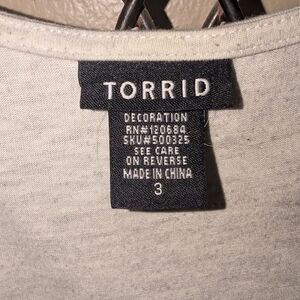 TORRID
DECORATION
RN#120684
SKU#500325
SEE CARE
ON REVERSE
MADE IN CHINA
3